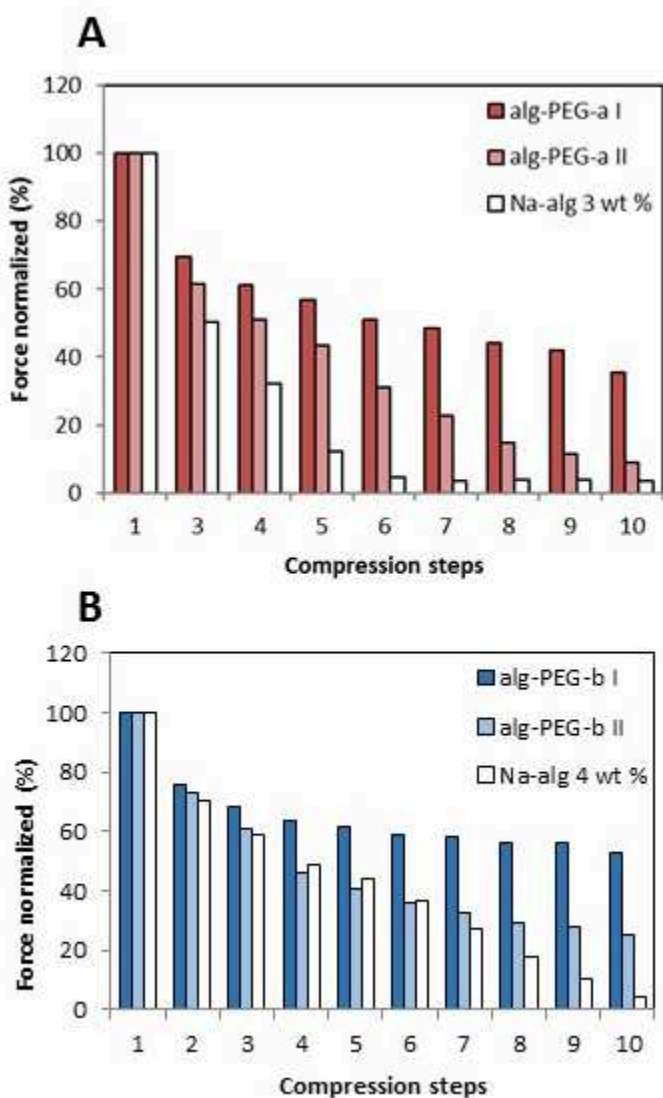 A
120
100
80
60
40
20
0
Force normalized (%)
alg-PEG-a I
alg-PEG-a II
Na-alg 3 wt %
1 3 4 5 6 7 8 9 10
Compression steps
B
120
100
80
60
40
20
0
Force normalized (%)
alg-PEG-b I
alg-PEG-b II
Na-alg 4 wt %
1 2 3 4 5 6 7 8 9 10
Compression steps